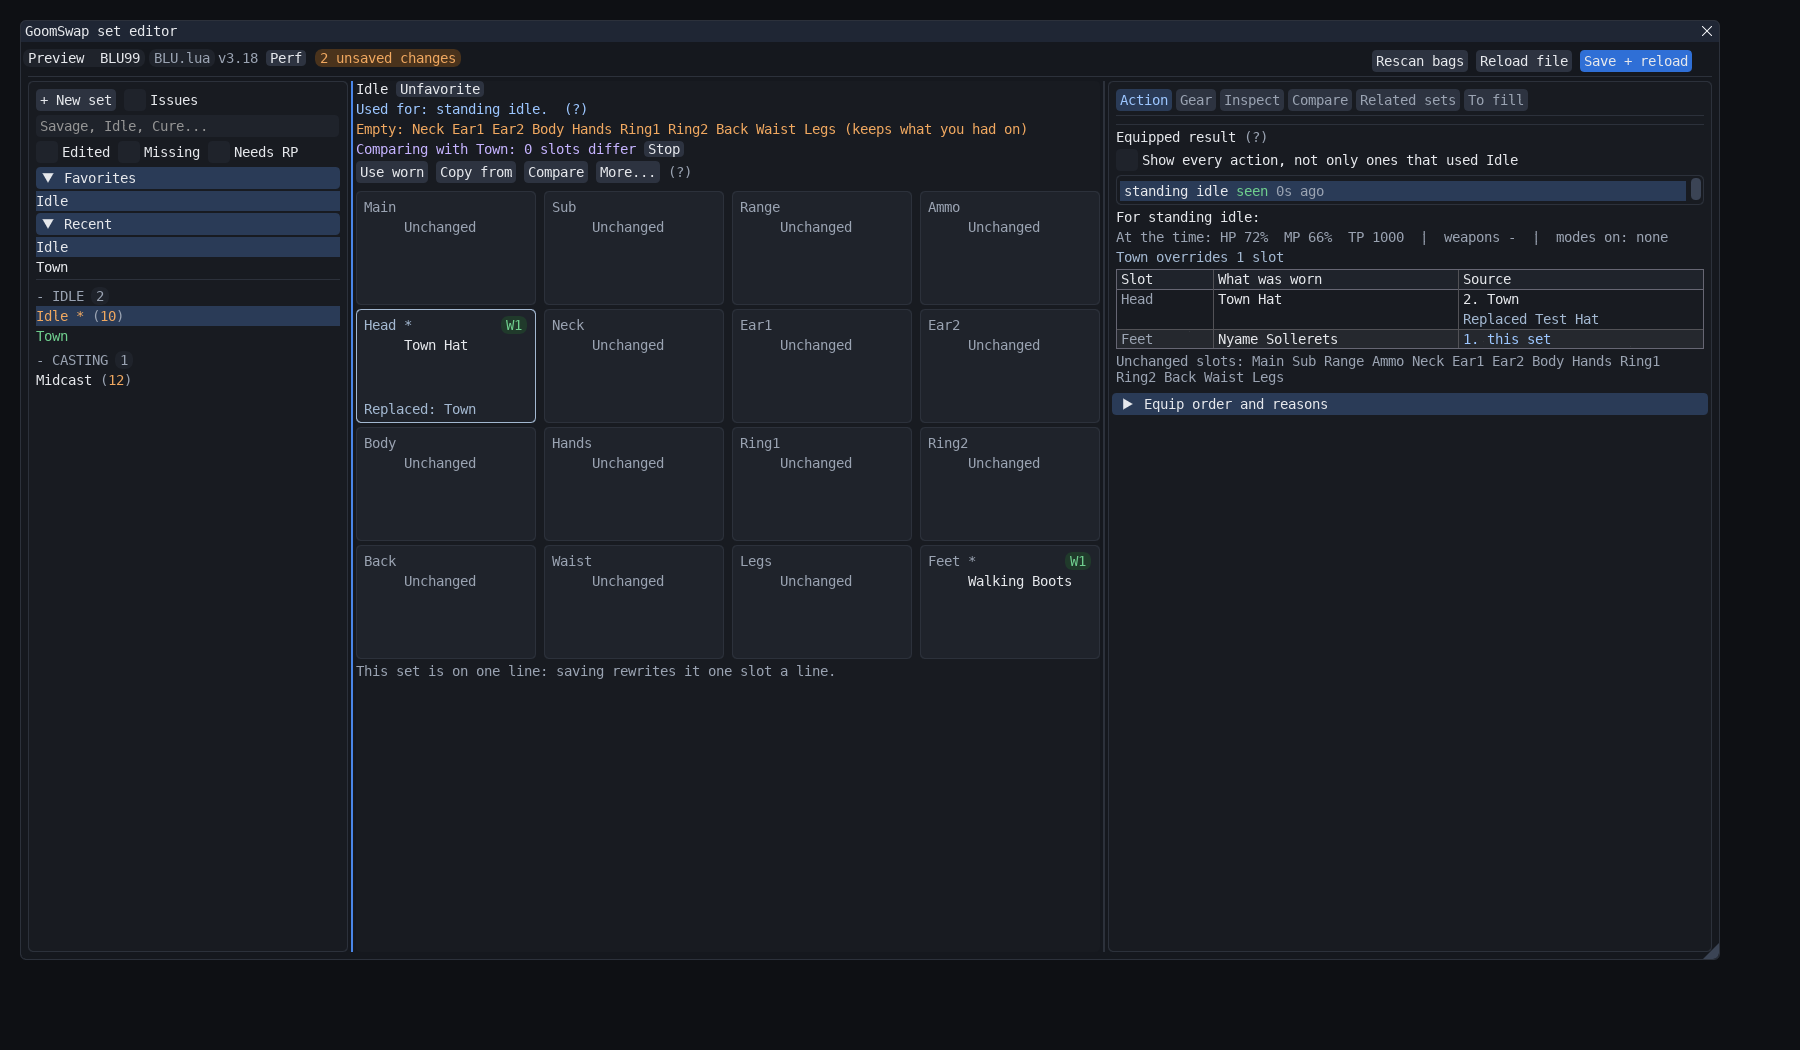 GoomSwap set editor
Preview BLU99 BLU.lua v3.18 Perf 2 unsaved changes
Rescan bags Reload file Save + reload
+ New set Issues
Savage, Idle, Cure...
Edited Missing Needs RP
Favorites
Idle
Recent
Idle
Town
- IDLE 2
Idle * (10)
Town
- CASTING 1
Midcast (12)
Idle Unfavorite
Used for: standing idle. (?)
Empty: Neck Ear1 Ear2 Body Hands Ring1 Ring2 Back Waist Legs (keeps what you had on)
Comparing with Town: 0 slots differ Stop
Use worn Copy from Compare More... (?)
Main Sub Range Ammo
Unchanged Unchanged Unchanged Unchanged
Head * W1 Neck Ear1 Ear2
Town Hat Unchanged Unchanged Unchanged
Replaced: Town
Body Hands Ring1 Ring2
Unchanged Unchanged Unchanged Unchanged
Back Waist Legs Feet * W1
Unchanged Unchanged Unchanged Walking Boots
This set is on one line: saving rewrites it one slot a line.
Action Gear Inspect Compare Related sets To fill
Equipped result (?)
Show every action, not only ones that used Idle
standing idle seen 0s ago
For standing idle:
At the time: HP 72% MP 66% TP 1000 | weapons - | modes on: none
Town overrides 1 slot
Slot What was worn Source
Head Town Hat 2. Town
Replaced Test Hat
Feet Nyame Sollerets 1. this set
Unchanged slots: Main Sub Range Ammo Neck Ear1 Ear2 Body Hands Ring1
Ring2 Back Waist Legs
Equip order and reasons